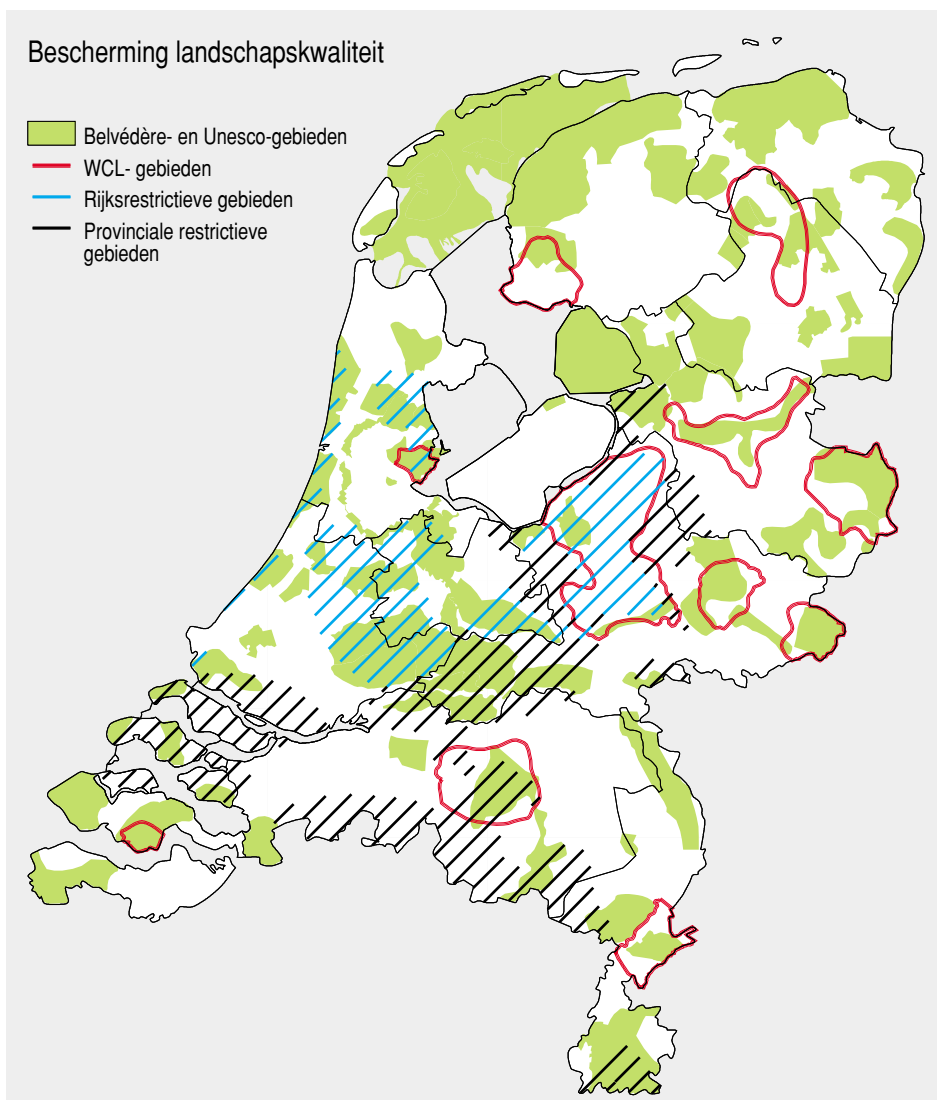 Bescherming landschapskwaliteit
Belvédère- en Unesco-gebieden
WCL- gebieden
Rijksrestrictieve gebieden
Provinciale restrictieve
gebieden